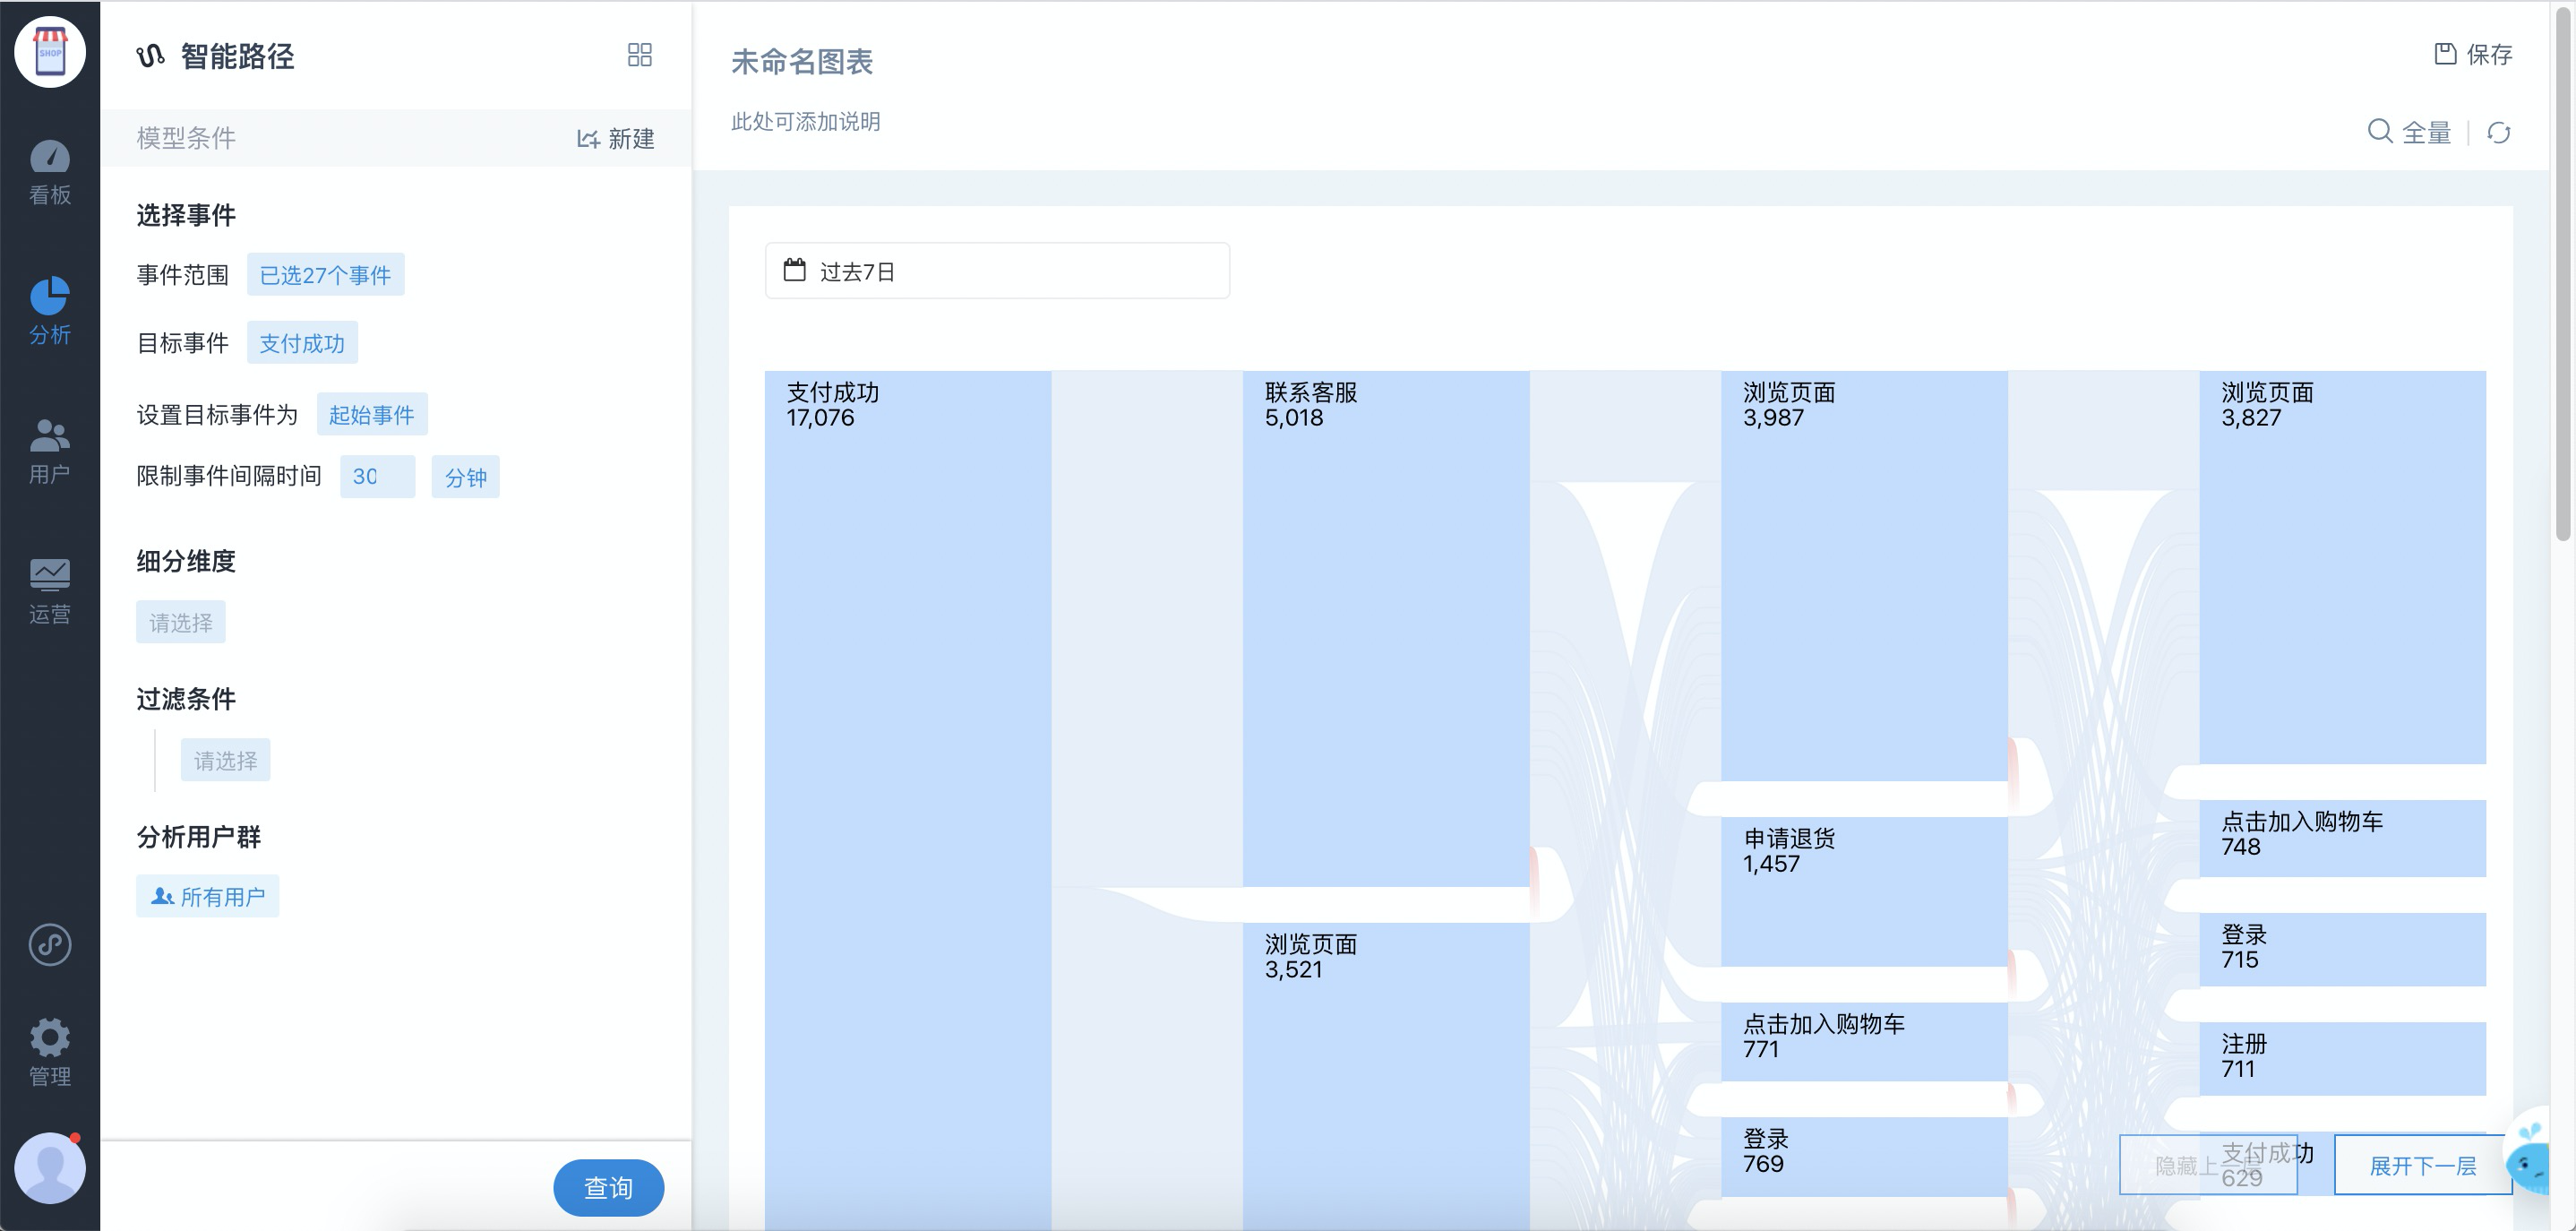 SHOP
看板
分析
用户
运营
管理
智能路径
模型条件
新建
选择事件
事件范围 已选27个事件
目标事件 支付成功
设置目标事件为 起始事件
限制事件间隔时间 30 分钟
细分维度
请选择
过滤条件
请选择
分析用户群
所有用户
查询
未命名图表
保存
此处可添加说明
全量
过去7日
支付成功
17,076
联系客服
5,018
浏览页面
3,521
浏览页面
3,987
申请退货
1,457
点击加入购物车
771
登录
769
浏览页面
3,827
点击加入购物车
748
登录
715
注册
711
支付成功
629
隐藏上一层
展开下一层